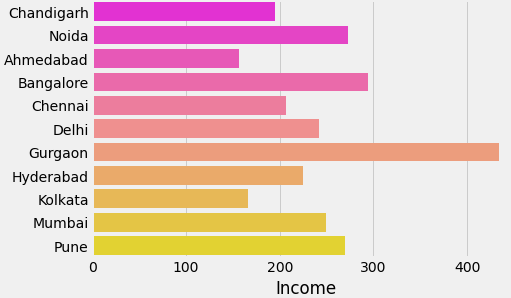 Chandigarh
Noida
Ahmedabad
Bangalore
Chennai
Delhi
Gurgaon
Hyderabad
Kolkata
Mumbai
Pune
0 100 200 300 400
Income